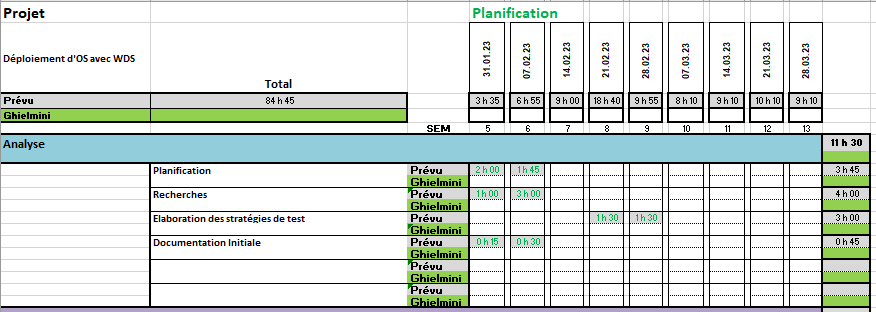 Projet Planification
Déploiement d'OS avec WDS 31.01.23 07.02.23 14.02.23 21.02.23 28.02.23 07.03.23 14.03.23 21.03.23 28.03.23
Total
Prévu 84 h 45 3 h 35 6 h 55 9 h 00 18 h 40 9 h 55 8 h 10 9 h 10 10 h 10 9 h 10
Ghielmini
SEM 5 6 7 8 9 10 11 12 13
Analyse 11 h 30
Planification Prévu 2 h 00 1 h 45 3 h 45
Ghielmini
Recherches Prévu 1 h 00 3 h 00 4 h 00
Ghielmini
Elaboration des stratégies de test Prévu 1 h 30 1 h 30 3 h 00
Ghielmini
Documentation Initiale Prévu 0 h 15 0 h 30 0 h 45
Ghielmini
Prévu
Ghielmini
Prévu
Ghielmini